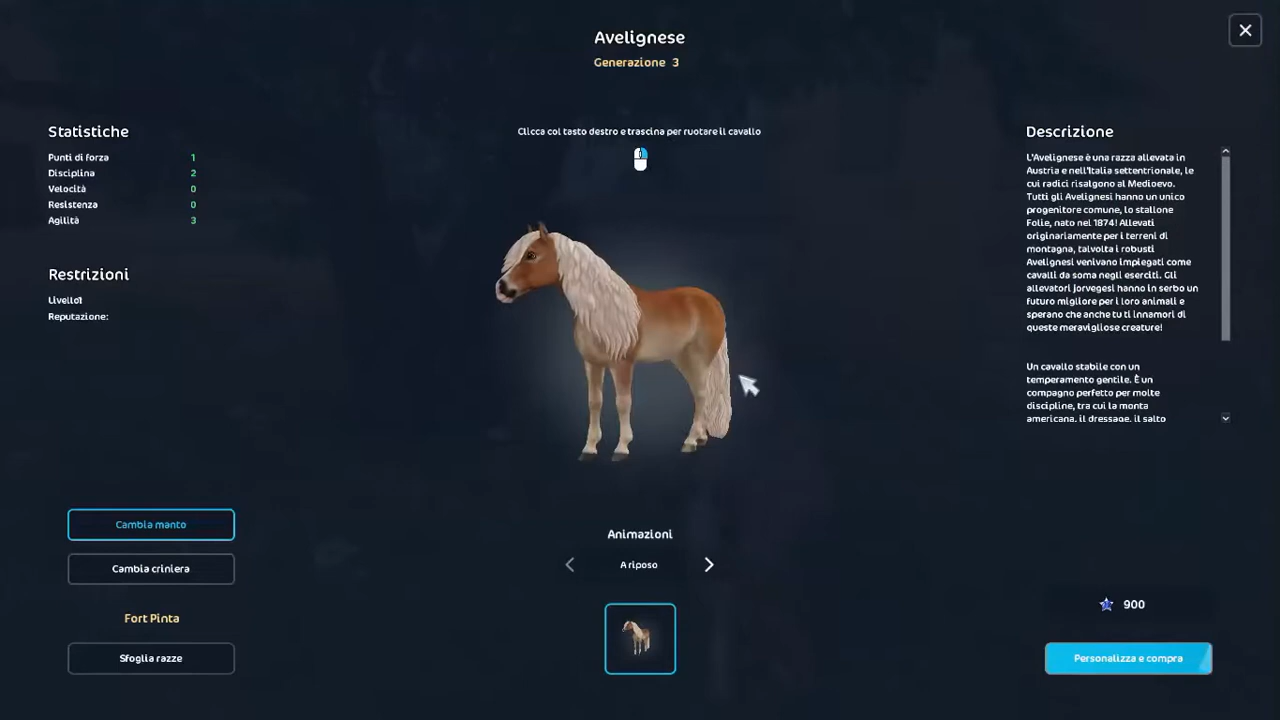 Avelignese
Generazione 3
Statistiche
Punti di forza 1
Disciplina 2
Velocità 0
Resistenza 0
Agilità 3
Restrizioni
Livello1
Reputazione:
Clicca col tasto destro e trascina per ruotare il cavallo
Descrizione
L'Avelignese è una razza allevata in
Austria e nell'Italia settentrionale, le
cui radici risalgono al Medioevo.
Tutti gli Avelignesi hanno un unico
progenitore comune, lo stallone
Folie, nato nel 1874! Allevati
originariamente per i terreni di
montagna, talvolta i robusti
Avelignesi venivano impiegati come
cavalli da soma negli eserciti. Gli
allevatori jorvegesi hanno in serbo un
futuro migliore per i loro animali e
sperano che anche tu ti innamori di
queste meravigliose creature!
Un cavallo stabile con un
temperamento gentile. È un
compagno perfetto per molte
discipline, tra cui la monta
americana, il dressage, il salto
Cambia manto
Cambia criniera
Fort Pinta
Sfoglia razze
Animazioni
A riposo
900
Personalizza e compra